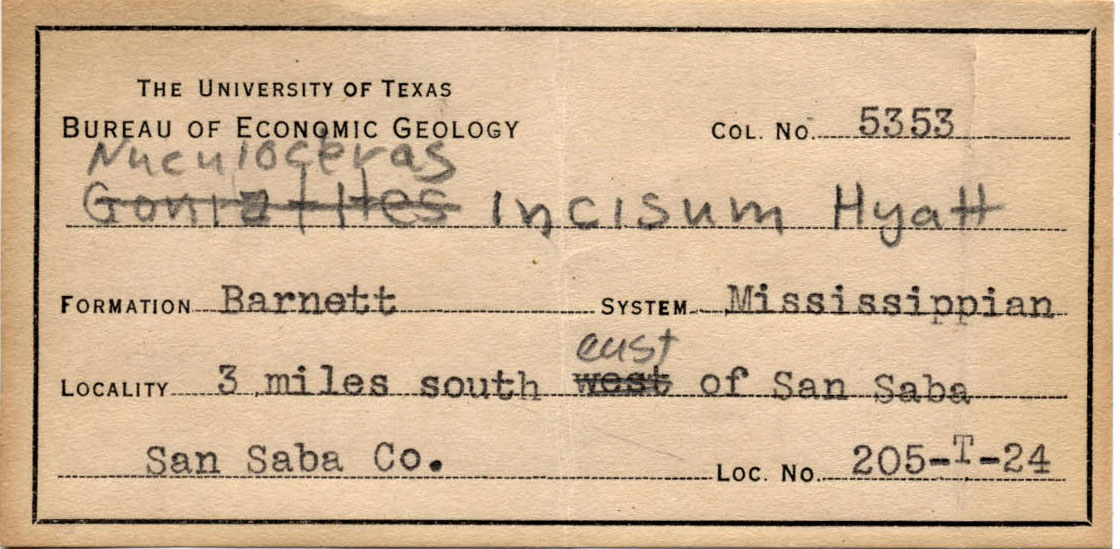 THE UNIVERSITY OF TEXAS
BUREAU OF ECONOMIC GEOLOGY
COL. NO. 5353
Nuculoceras
Goniatites Incisum Hyatt
FORMATION Barnett SYSTEM Mississippian
east
LOCALITY 3 miles south west of San Saba
San Saba Co. LOC. NO. 205-T-24